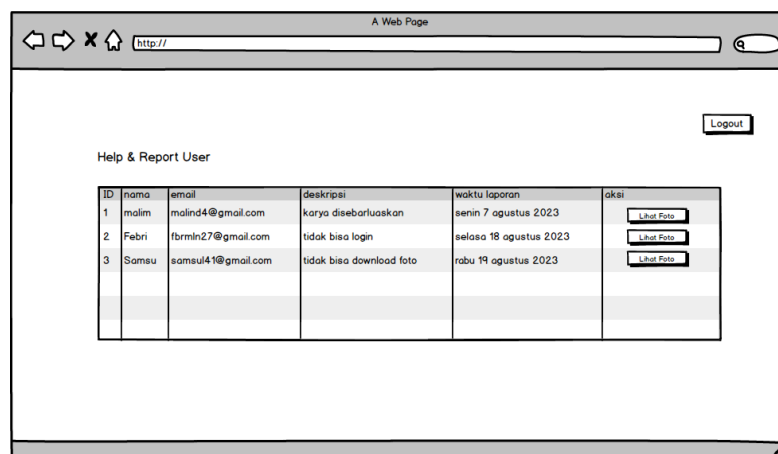 A Web Page
http://
Logout
Help & Report User
ID nama email deskripsi waktu laporan aksi
1 malim malind4@gmail.com karya disebarluaskan senin 7 agustus 2023 Lihat Foto
2 Febri fbrmln27@gmail.com tidak bisa login selasa 18 agustus 2023 Lihat Foto
3 Samsu samsul41@gmail.com tidak bisa download foto rabu 19 agustus 2023 Lihat Foto